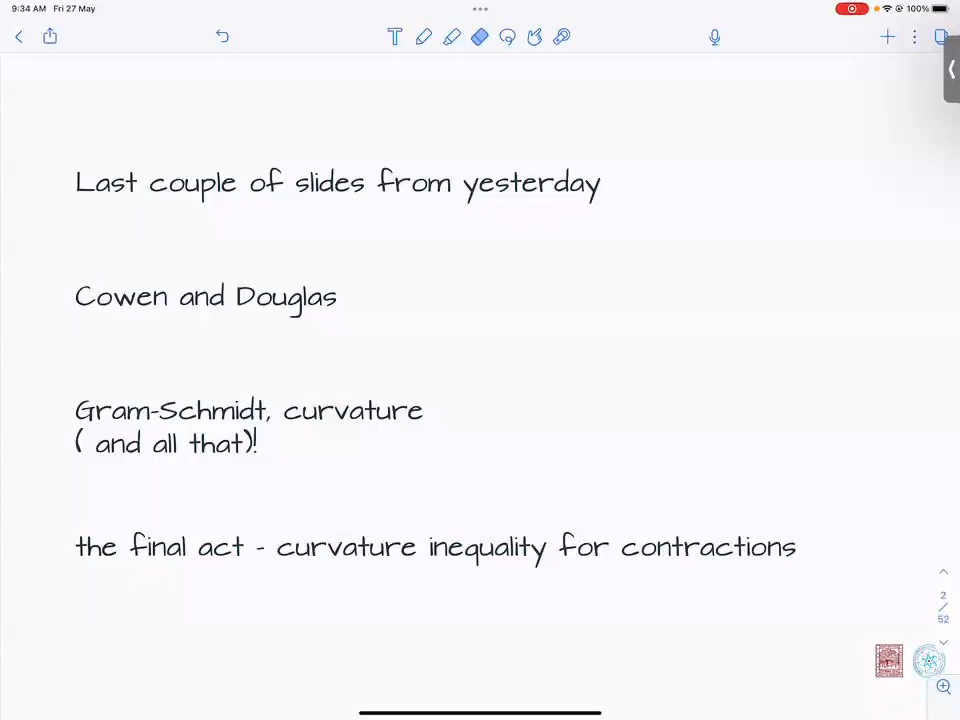 9:34 AM Fri 27 May
100%
Last couple of slides from yesterday
Cowen and Douglas
Gram-Schmidt, curvature
( and all that)!
the final act - curvature inequality for contractions
2
/
52